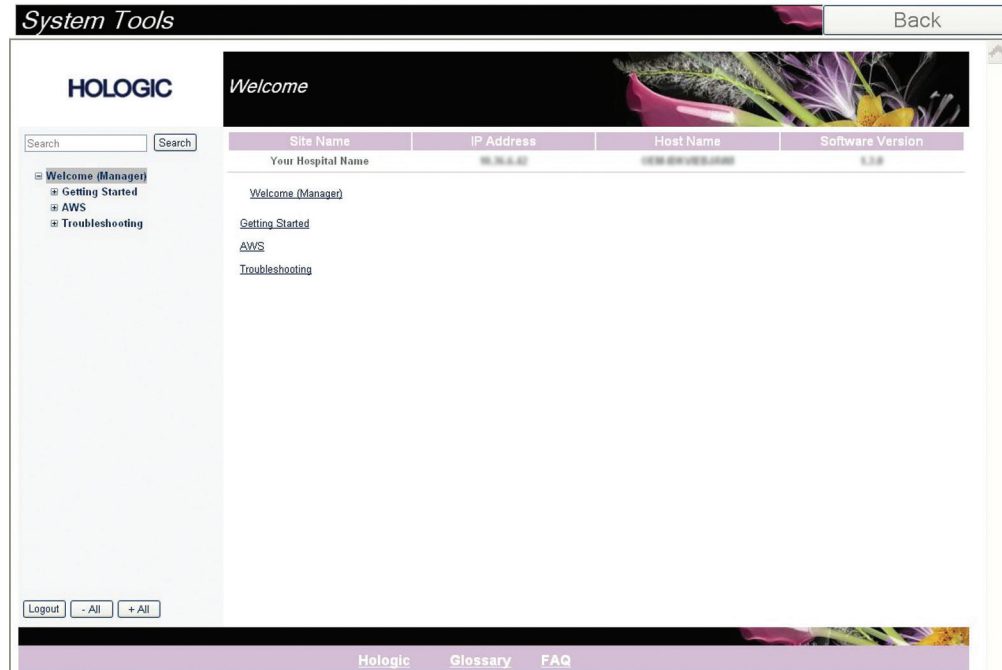 System Tools
Back
HOLOGIC
Welcome
Search
Search
Site Name IP Address Host Name Software Version
Your Hospital Name
Welcome (Manager)
Getting Started
AWS
Troubleshooting
Welcome (Manager)
Getting Started
AWS
Troubleshooting
Logout - All + All
Hologic Glossary FAQ